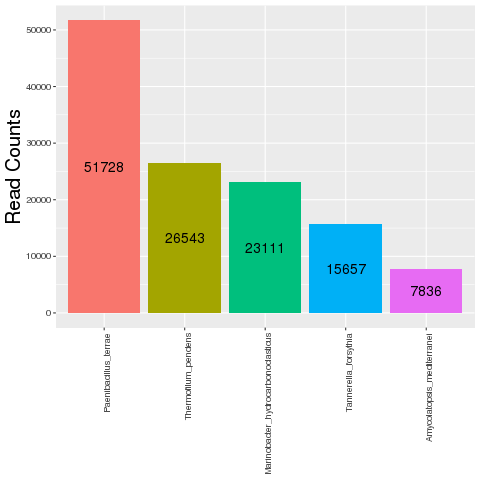 Read Counts
50000
40000
30000
20000
10000
0
51728
26543
23111
15657
7836
Paenibacillus_terrae
Thermofilum_pendens
Marinobacter_hydrocarbonoclasticus
Tannerella_forsythia
Amycolatopsis_mediterranei